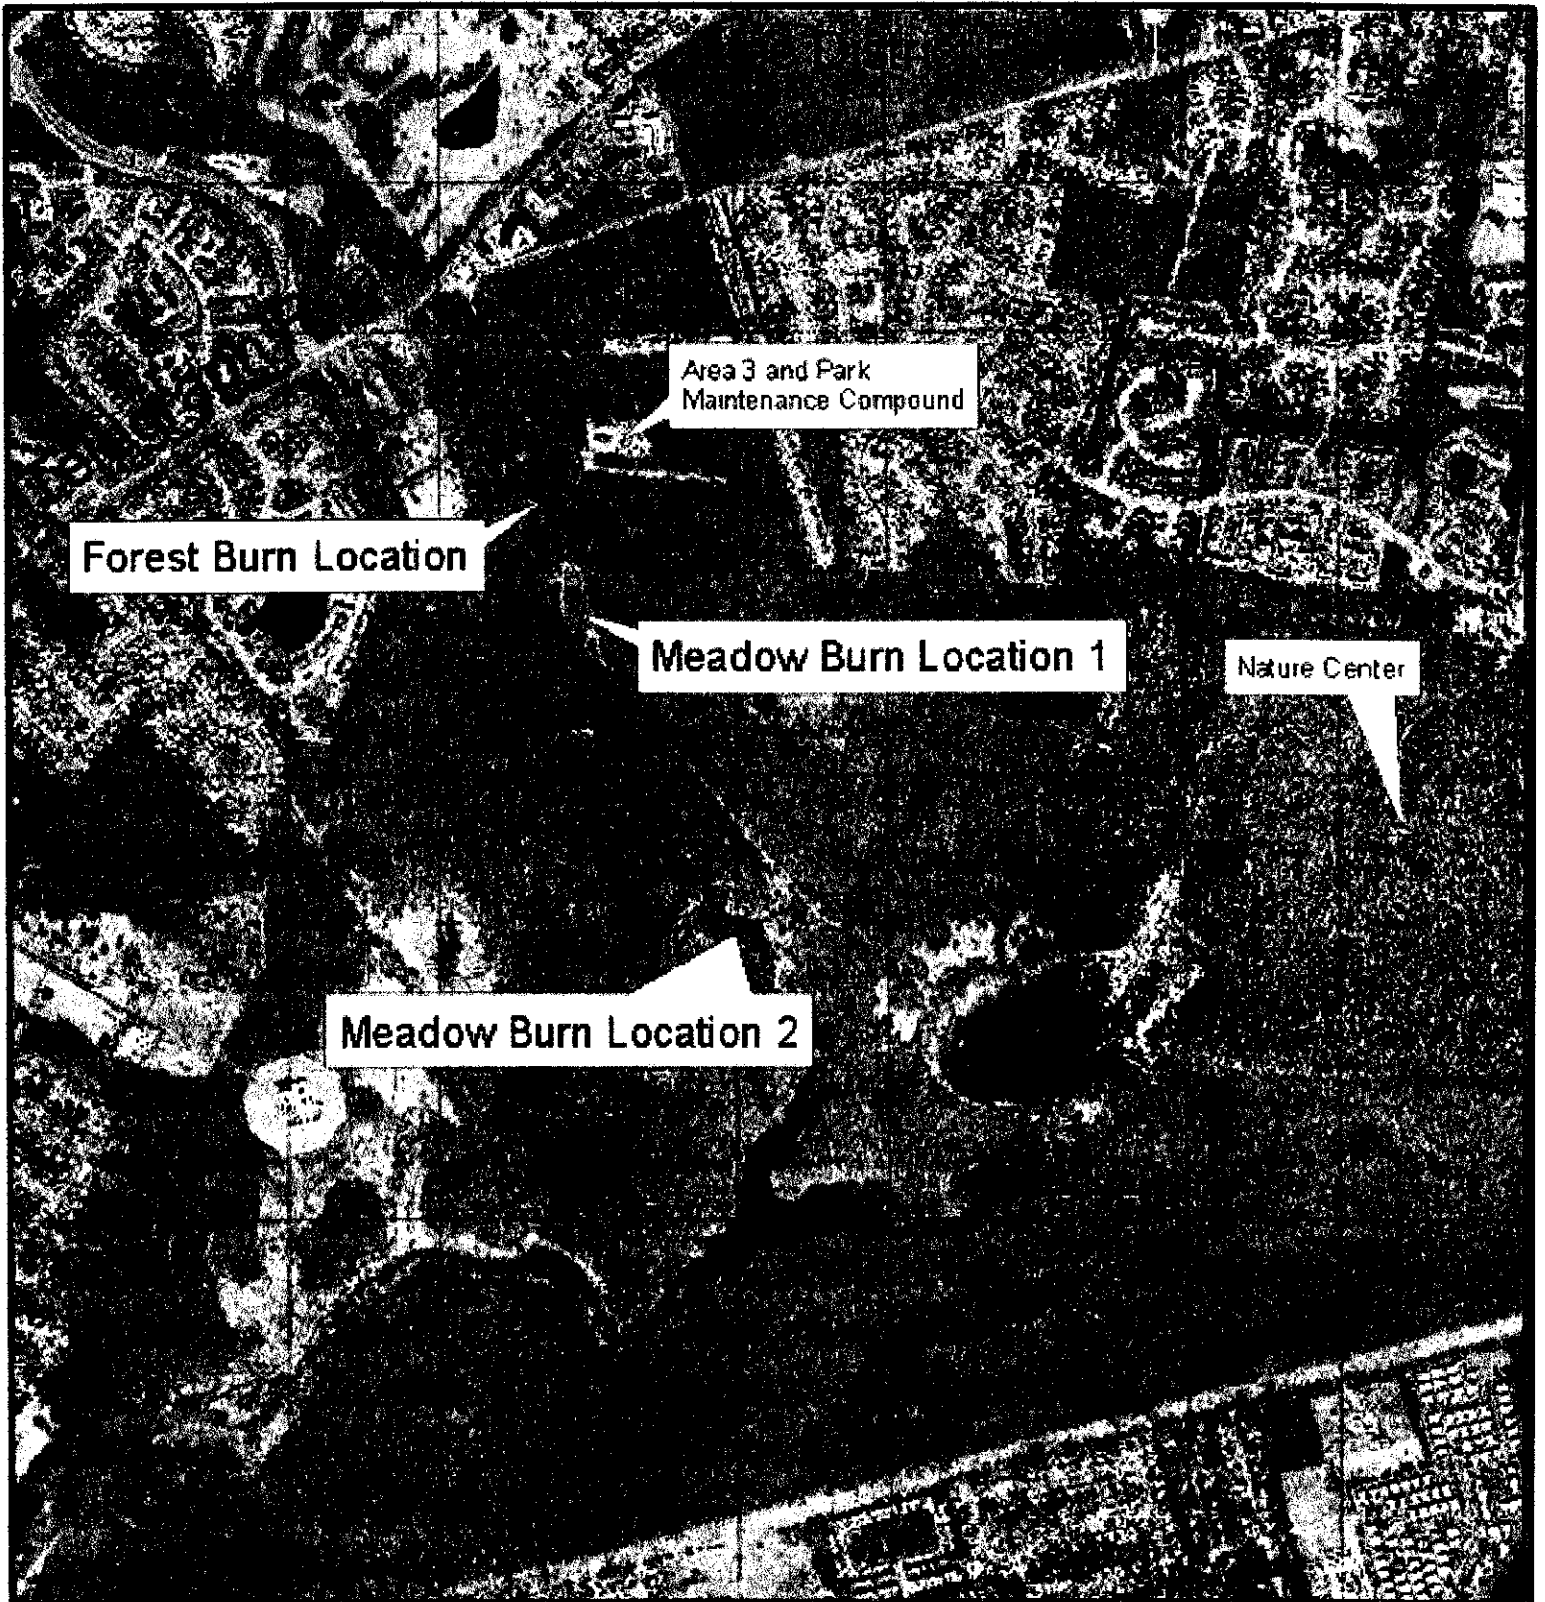 Area 3 and Park
Maintenance Compound
Forest Burn Location
Meadow Burn Location 1
Nature Center
Meadow Burn Location 2